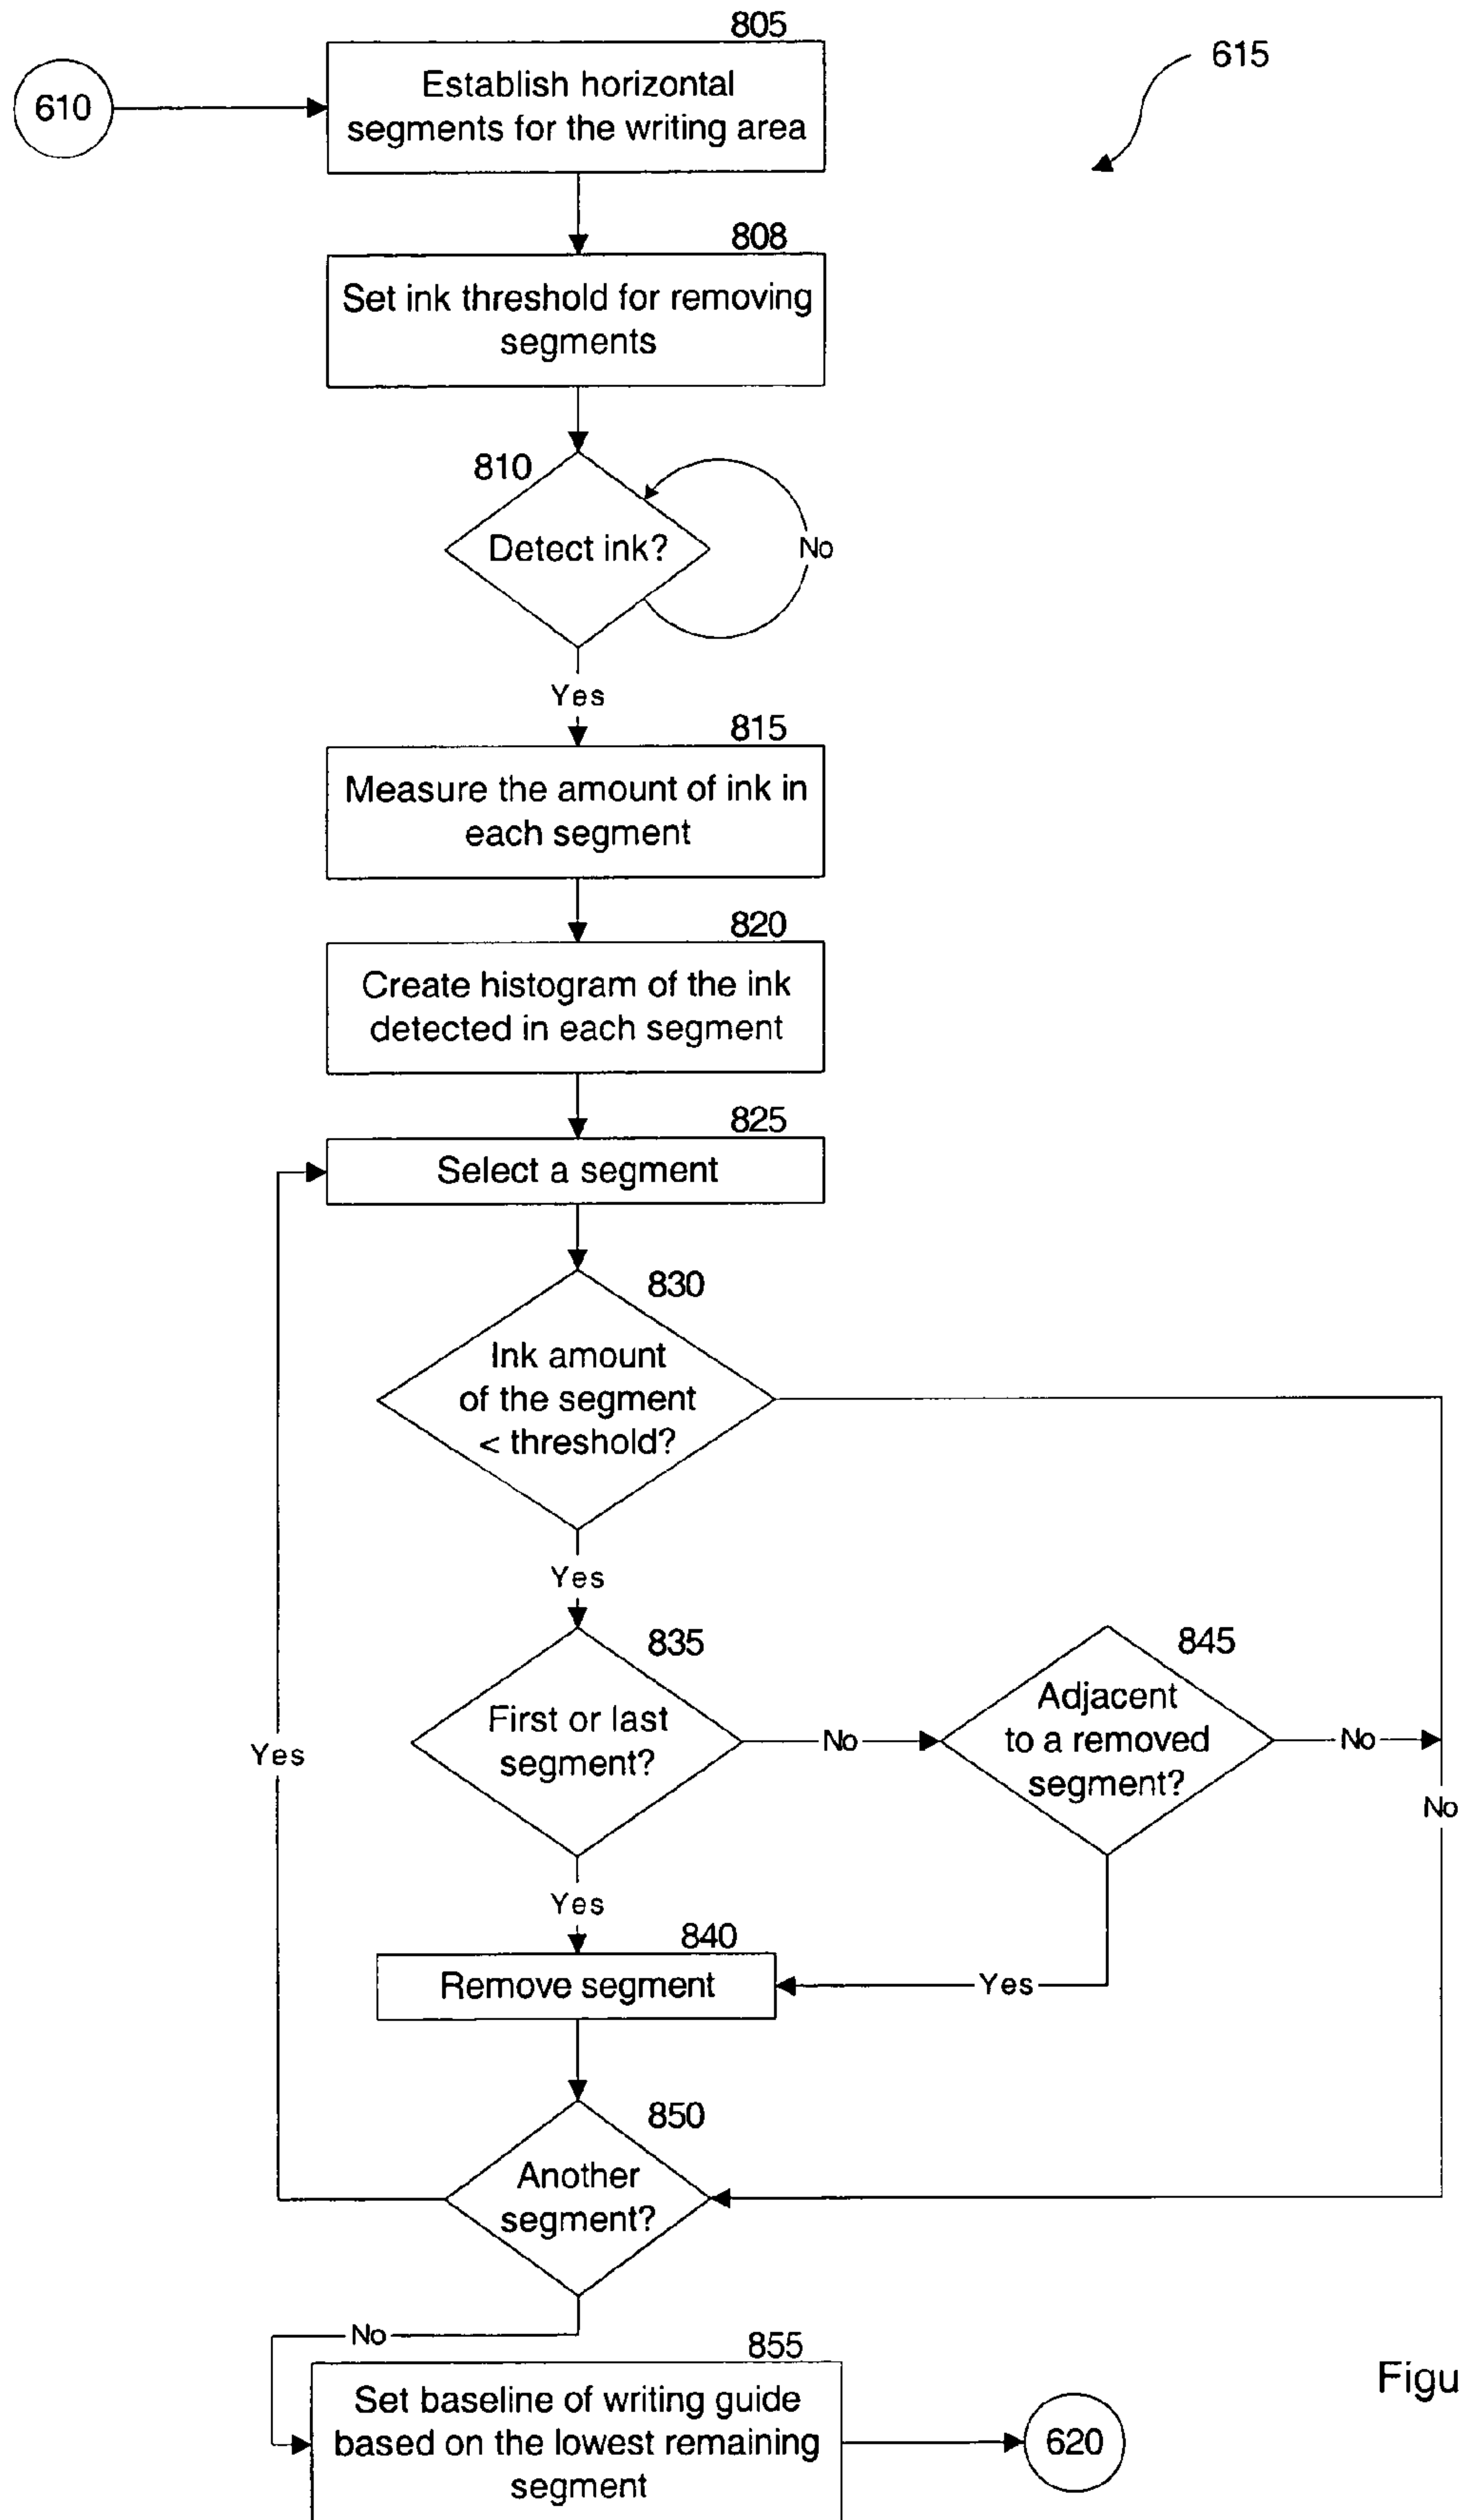 805
615
610
Establish horizontal
segments for the writing area
808
Set ink threshold for removing
segments
810
Detect ink?
No
Yes
815
Measure the amount of ink in
each segment
820
Create histogram of the ink
detected in each segment
825
Select a segment
830
Ink amount
of the segment
< threshold?
Yes
835
First or last
segment?
No
845
Adjacent
to a removed
segment?
No
Yes
No
Yes
840
Remove segment
Yes
850
Another
segment?
No
855
Set baseline of writing guide
based on the lowest remaining
segment
620
Figu